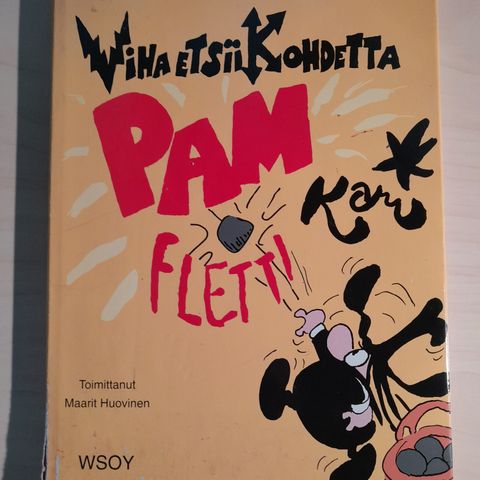 VIHA ETSII KOHDETTA
PAM
Kari
FLETTI
Toimittanut
Maarit Huovinen
WSOY